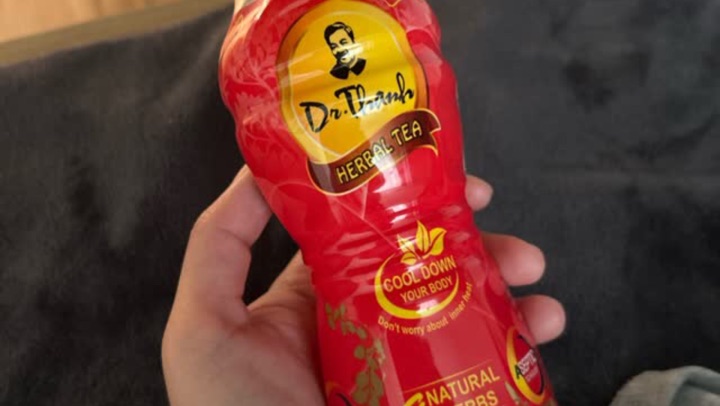 Dr.Thanh
HERBAL TEA
COOL DOWN
YOUR BODY
Don't worry about inner heat
NATURAL